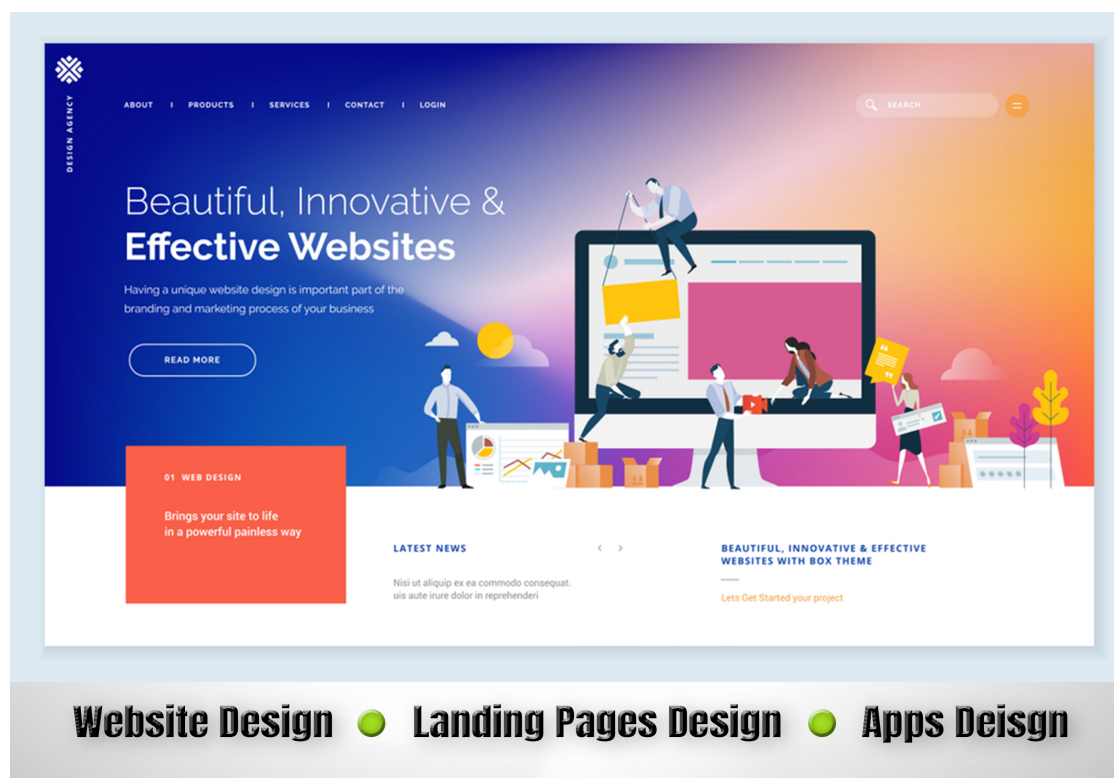 DESIGN AGENCY
ABOUT I PRODUCTS I SERVICES I CONTACT I LOGIN
SEARCH
Beautiful, Innovative &
Effective Websites
Having a unique website design is important part of the
branding and marketing process of your business
READ MORE
01 WEB DESIGN
Brings your site to life
in a powerful painless way
LATEST NEWS
Nisi ut aliquip ex ea commodo consequat.
uis aute irure dolor in reprehenderi
BEAUTIFUL, INNOVATIVE & EFFECTIVE
WEBSITES WITH BOX THEME
Lets Get Started your project
Website Design Landing Pages Design Apps Deisgn